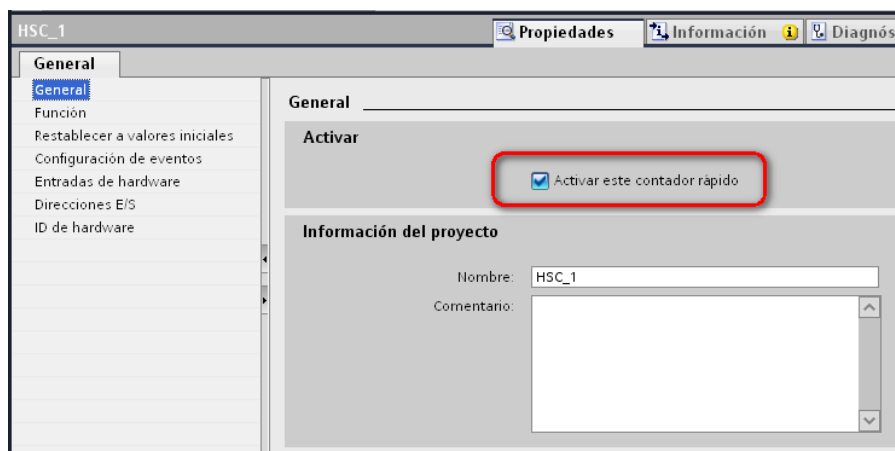 HSC_1
Propiedades
Información
Diagnós
General
General
Función
Restablecer a valores iniciales
Configuración de eventos
Entradas de hardware
Direcciones E/S
ID de hardware
General
Activar
Activar este contador rápido
Información del proyecto
Nombre: HSC_1
Comentario: